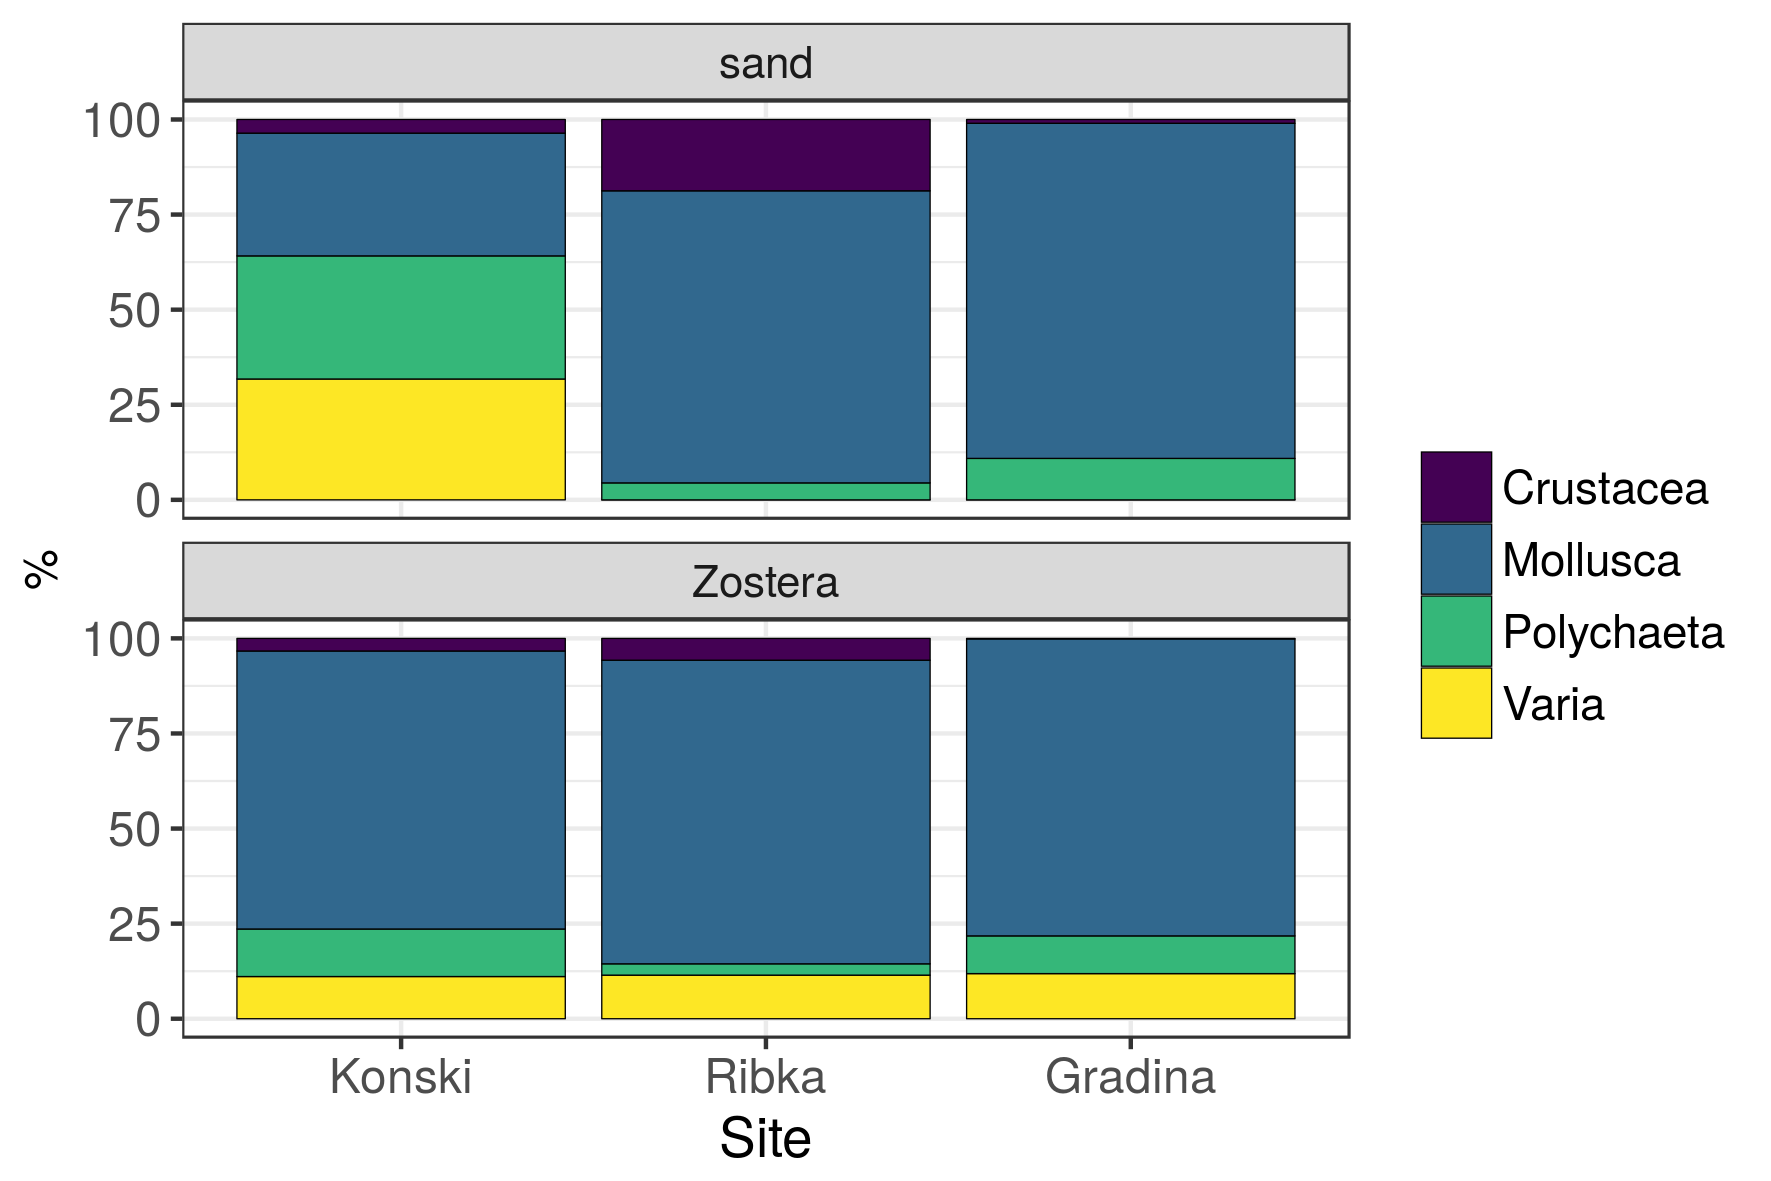 sand
100
75
50
25
0
%
Zostera
100
75
50
25
0
Konski Ribka Gradina
Site
Crustacea
Mollusca
Polychaeta
Varia